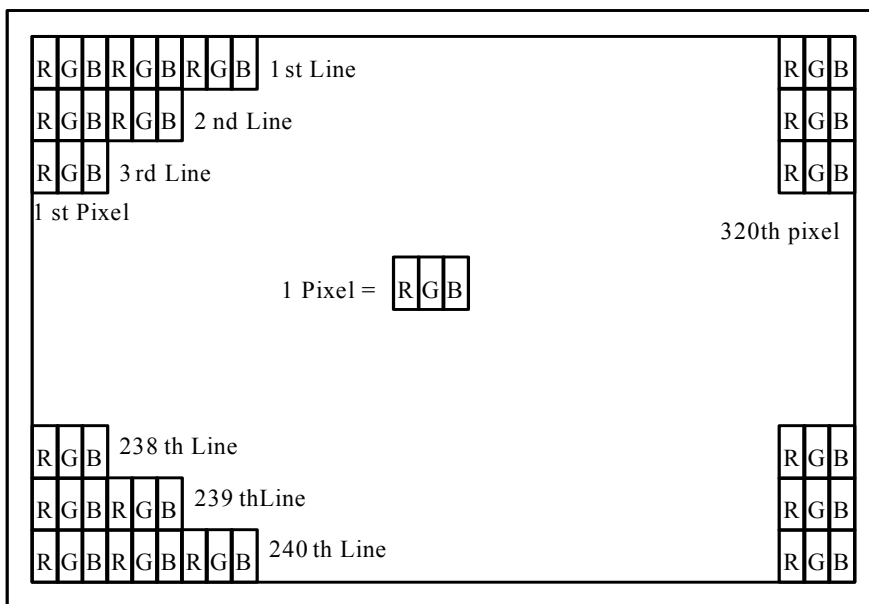 R G B R G B R G B 1 st Line R G B
R G B R G B 2 nd Line R G B
R G B 3 rd Line R G B
1 st Pixel
320th pixel
1 Pixel = R G B
R G B 238 th Line R G B
R G B R G B 239 thLine R G B
R G B R G B R G B 240 th Line R G B